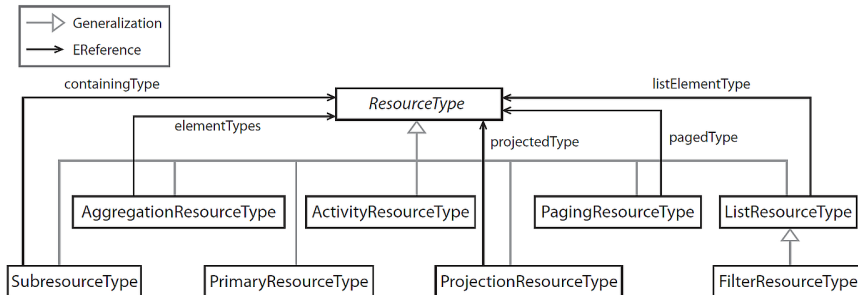 Generalization
EReference
containingType
listElementType
ResourceType
elementTypes
projectedType
pagedType
AggregationResourceType
ActivityResourceType
PagingResourceType
ListResourceType
SubresourceType
PrimaryResourceType
ProjectionResourceType
FilterResourceType